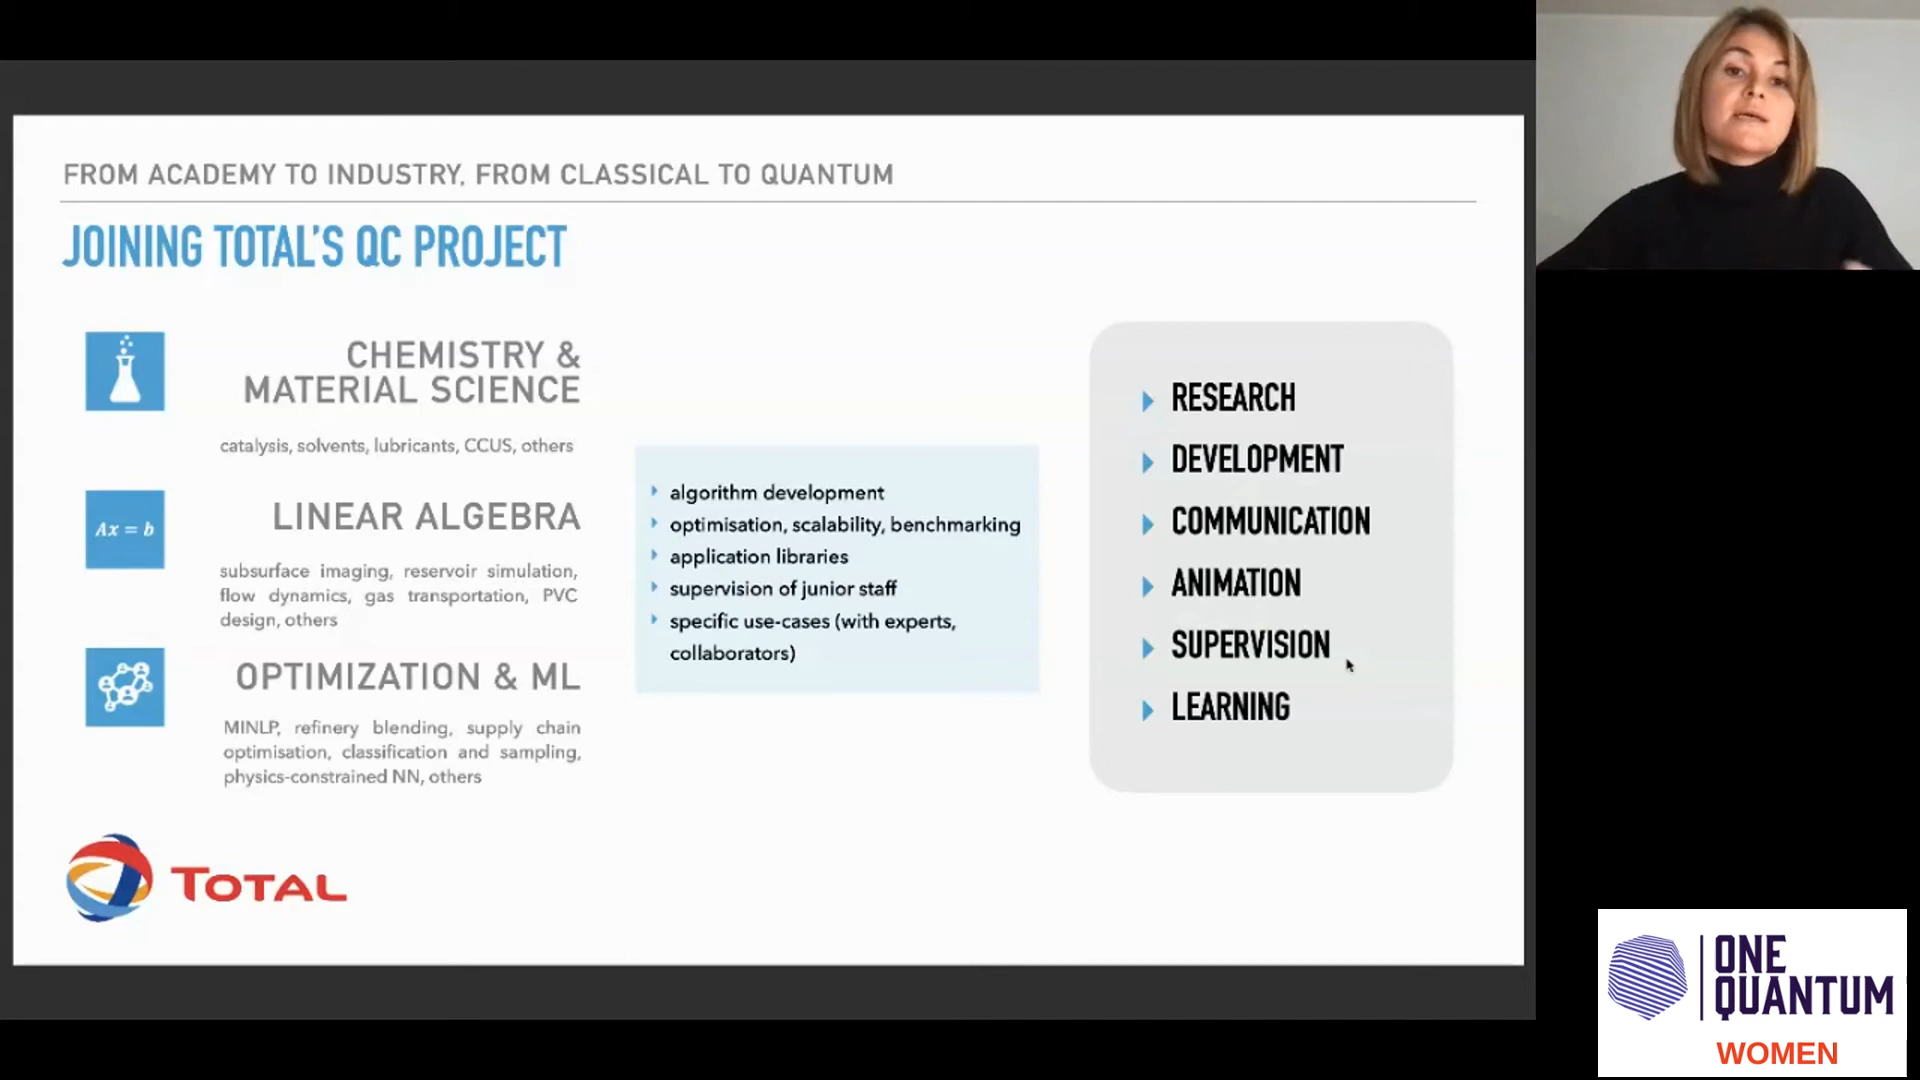 FROM ACADEMY TO INDUSTRY, FROM CLASSICAL TO QUANTUM
JOINING TOTAL'S QC PROJECT
CHEMISTRY &
MATERIAL SCIENCE
catalysis, solvents, lubricants, CCUS, others
Ax = b
LINEAR ALGEBRA
subsurface imaging, reservoir simulation,
flow dynamics, gas transportation, PVC
design, others
OPTIMIZATION & ML
MINLP, refinery blending, supply chain
optimisation, classification and sampling,
physics-constrained NN, others
algorithm development
optimisation, scalability, benchmarking
application libraries
supervision of junior staff
specific use-cases (with experts,
collaborators)
RESEARCH
DEVELOPMENT
COMMUNICATION
ANIMATION
SUPERVISION
LEARNING
TOTAL
ONE
QUANTUM
WOMEN